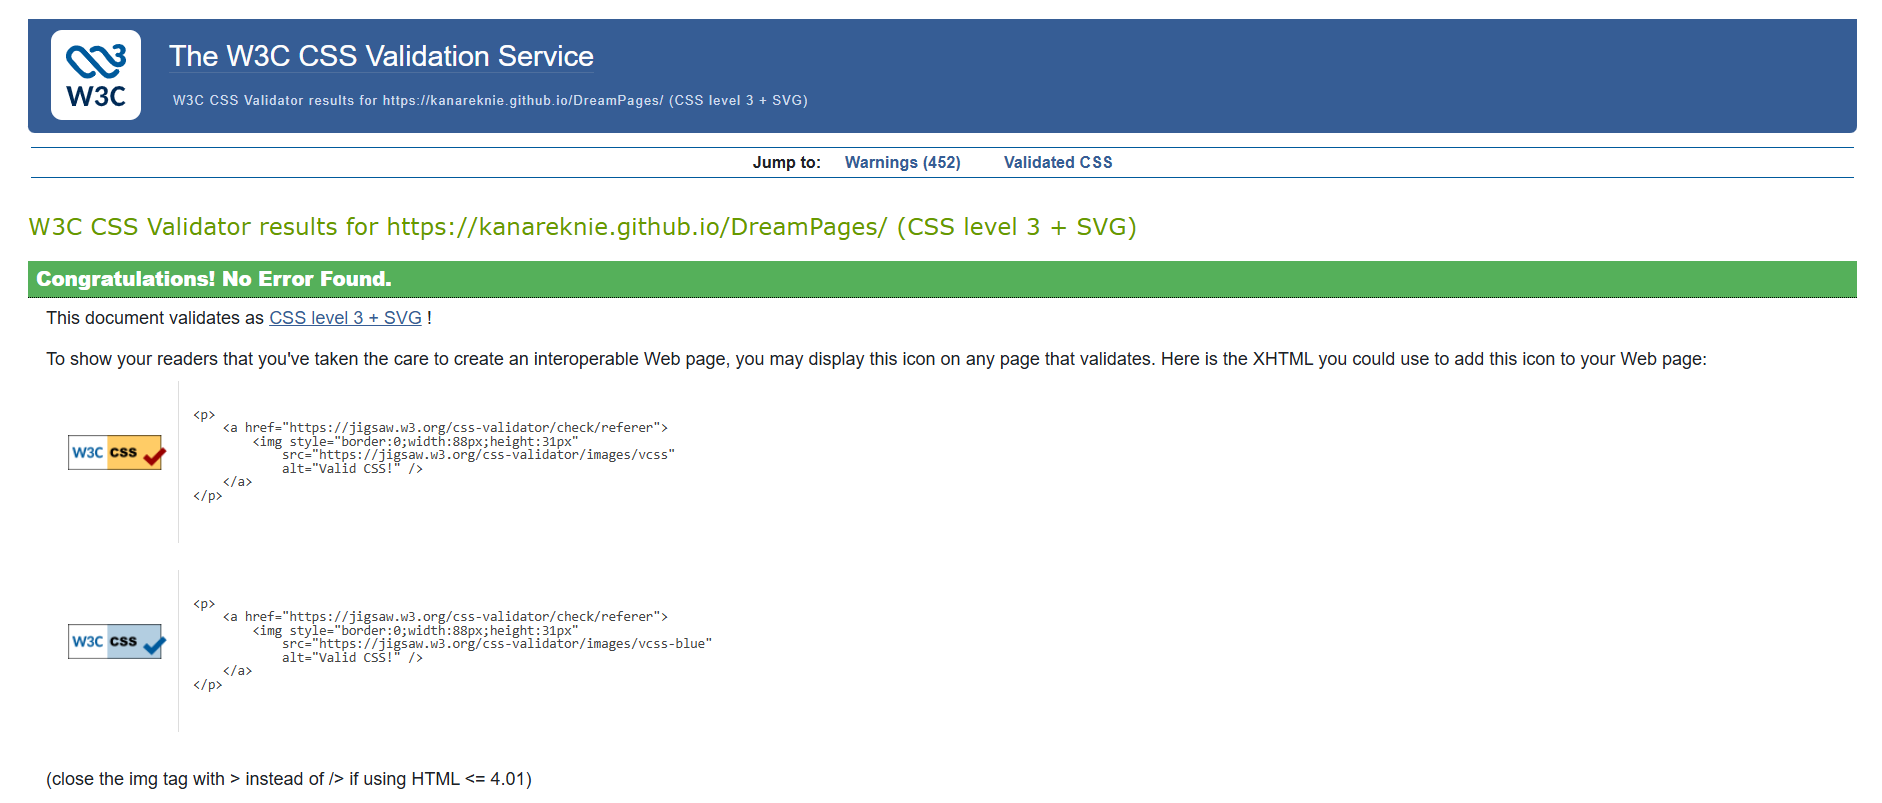 W3C
The W3C CSS Validation Service
W3C CSS Validator results for https://kanareknie.github.io/DreamPages/ (CSS level 3 + SVG)
Jump to: Warnings (452) Validated CSS
W3C CSS Validator results for https://kanareknie.github.io/DreamPages/ (CSS level 3 + SVG)
Congratulations! No Error Found.
This document validates as CSS level 3 + SVG !
To show your readers that you've taken the care to create an interoperable Web page, you may display this icon on any page that validates. Here is the XHTML you could use to add this icon to your Web page:
W3C css
<p>
    <a href="https://jigsaw.w3.org/css-validator/check/referer">
        <img style="border:0;width:88px;height:31px"
            src="https://jigsaw.w3.org/css-validator/images/vcss"
            alt="Valid CSS!" />
    </a>
</p>
W3C css
<p>
    <a href="https://jigsaw.w3.org/css-validator/check/referer">
        <img style="border:0;width:88px;height:31px"
            src="https://jigsaw.w3.org/css-validator/images/vcss-blue"
            alt="Valid CSS!" />
    </a>
</p>
(close the img tag with > instead of /> if using HTML <= 4.01)